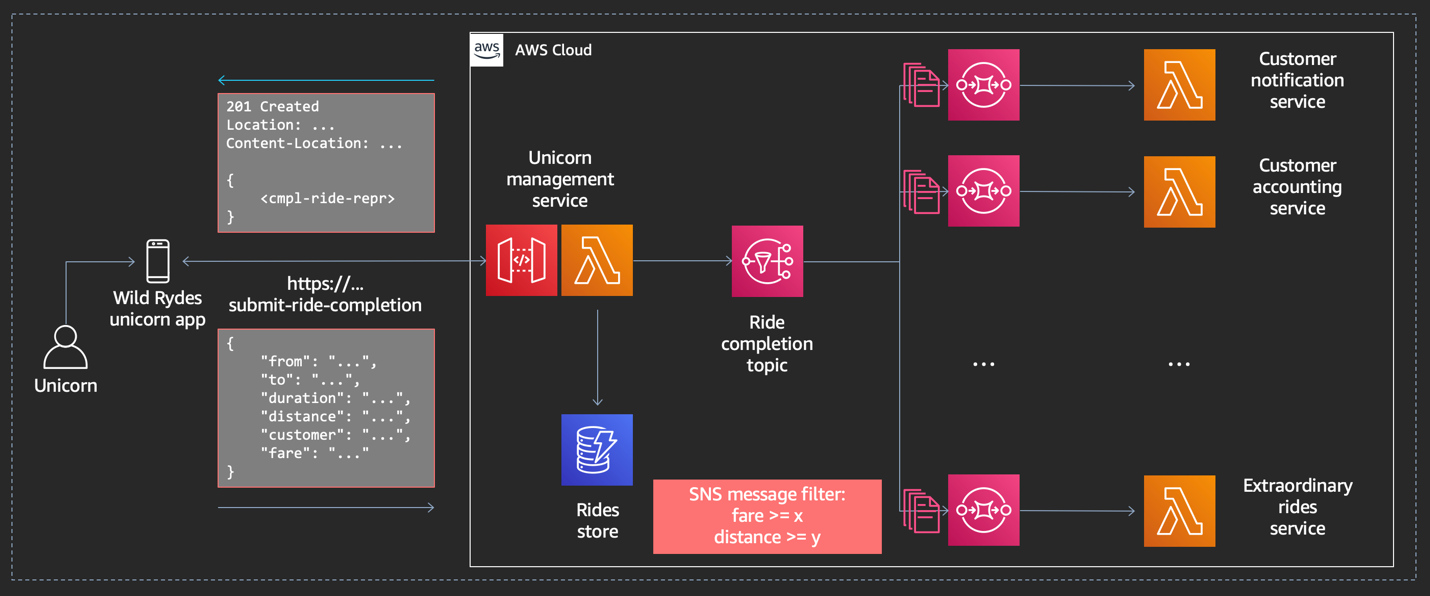 aws
AWS Cloud
201 Created
Location: ...
Content-Location: ...
{
<cmpl-ride-repr>
}
Wild Rydes
unicorn app
Unicorn
https://...
submit-ride-completion
{
"from": "...",
"to": "...",
"duration": "...",
"distance": "...",
"customer": "...",
"fare": "..."
}
Unicorn
management
service
</>
Ride
completion
topic
Rides
store
SNS message filter:
fare >= x
distance >= y
Customer
notification
service
Customer
accounting
service
...
...
Extraordinary
rides
service